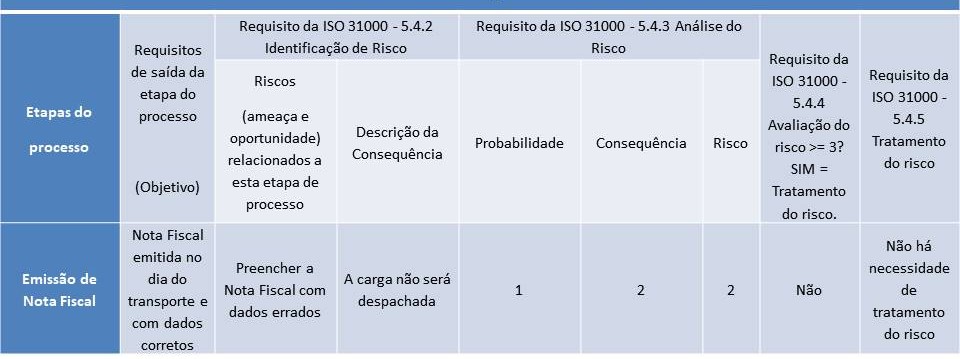 Etapas do
processo
Requisitos
de saída da
etapa do
processo
(Objetivo)
Requisito da ISO 31000 - 5.4.2
Identificação de Risco
Riscos
(ameaça e
oportunidade)
relacionados a
esta etapa de
processo
Descrição da
Consequência
Requisito da ISO 31000 - 5.4.3 Análise do
Risco
Probabilidade
Consequência
Risco
Requisito da
ISO 31000 -
5.4.4
Avaliação do
risco >= 3?
SIM =
Tratamento
do risco.
Requisito da
ISO 31000 -
5.4.5
Tratamento
do risco
Emissão de
Nota Fiscal
Nota Fiscal
emitida no
dia do
transporte e
com dados
corretos
Preencher a
Nota Fiscal com
dados errados
A carga não será
despachada
1
2
2
Não
Não há
necessidade
de
tratamento
do risco